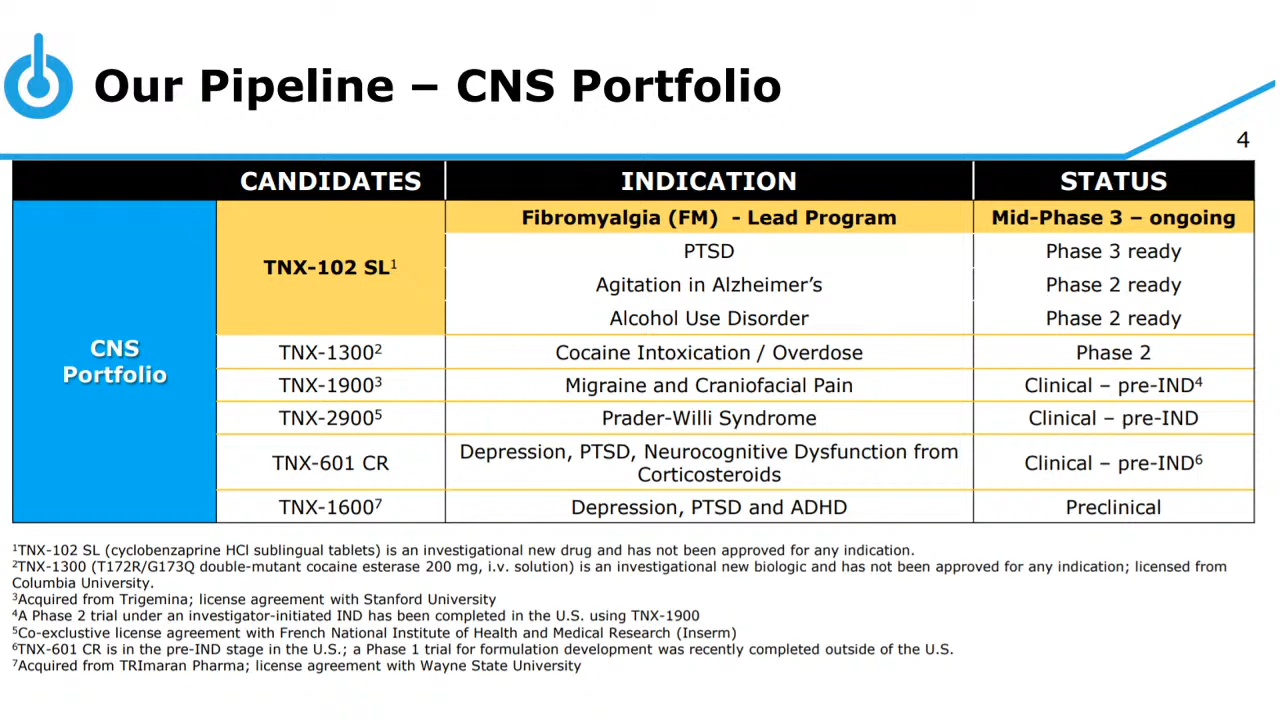 Our Pipeline – CNS Portfolio
4
CANDIDATES INDICATION STATUS
CNS Portfolio
TNX-102 SL¹
Fibromyalgia (FM) - Lead Program Mid-Phase 3 – ongoing
PTSD Phase 3 ready
Agitation in Alzheimer’s Phase 2 ready
Alcohol Use Disorder Phase 2 ready
TNX-1300² Cocaine Intoxication / Overdose Phase 2
TNX-1900³ Migraine and Craniofacial Pain Clinical – pre-IND⁴
TNX-2900⁵ Prader-Willi Syndrome Clinical – pre-IND
TNX-601 CR Depression, PTSD, Neurocognitive Dysfunction from
Corticosteroids Clinical – pre-IND⁶
TNX-1600⁷ Depression, PTSD and ADHD Preclinical
¹TNX-102 SL (cyclobenzaprine HCl sublingual tablets) is an investigational new drug and has not been approved for any indication.
²TNX-1300 (T172R/G173Q double-mutant cocaine esterase 200 mg, i.v. solution) is an investigational new biologic and has not been approved for any indication; licensed from
Columbia University.
³Acquired from Trigemina; license agreement with Stanford University
⁴A Phase 2 trial under an investigator-initiated IND has been completed in the U.S. using TNX-1900
⁵Co-exclustive license agreement with French National Institute of Health and Medical Research (Inserm)
⁶TNX-601 CR is in the pre-IND stage in the U.S.; a Phase 1 trial for formulation development was recently completed outside of the U.S.
⁷Acquired from TRImaran Pharma; license agreement with Wayne State University